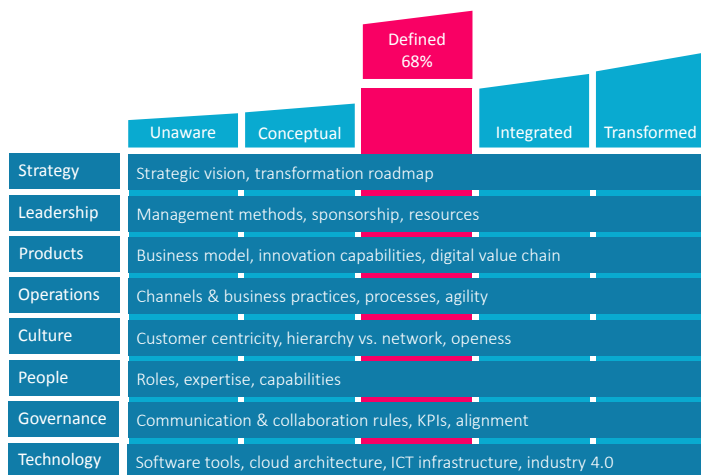 Defined
68%
Unaware
Conceptual
Integrated
Transformed
Strategy
Strategic vision, transformation roadmap
Leadership
Management methods, sponsorship, resources
Products
Business model, innovation capabilities, digital value chain
Operations
Channels & business practices, processes, agility
Culture
Customer centricity, hierarchy vs. network, openess
People
Roles, expertise, capabilities
Governance
Communication & collaboration rules, KPIs, alignment
Technology
Software tools, cloud architecture, ICT infrastructure, industry 4.0